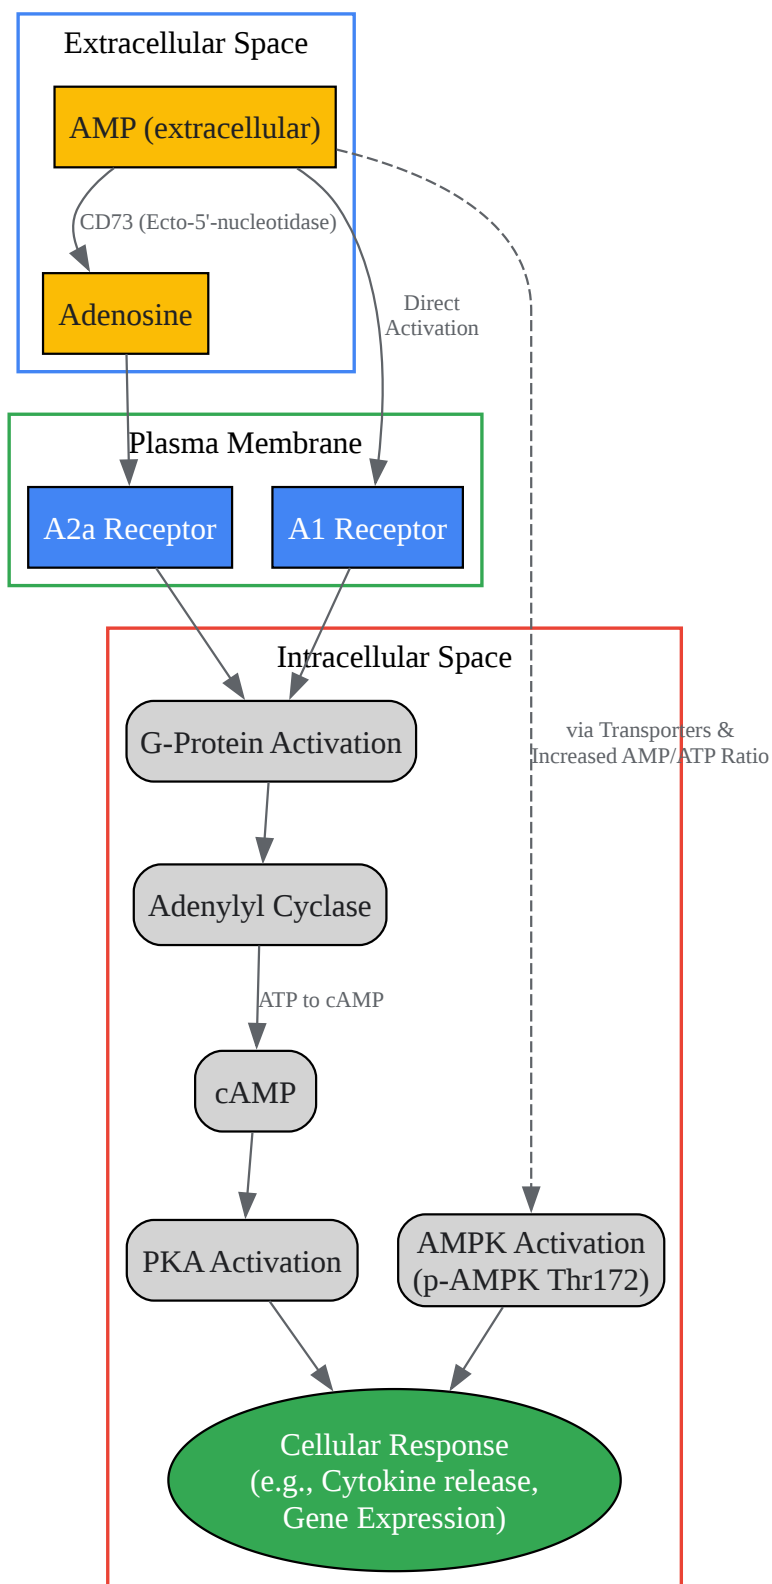 Extracellular Space
AMP (extracellular)
CD73 (Ecto-5'-nucleotidase)
Adenosine
Direct
Activation
Plasma Membrane
A2a Receptor
A1 Receptor
Intracellular Space
G-Protein Activation
via Transporters &
Increased AMP/ATP Ratio
Adenylyl Cyclase
ATP to cAMP
cAMP
PKA Activation
AMPK Activation
(p-AMPK Thr172)
Cellular Response
(e.g., Cytokine release,
Gene Expression)